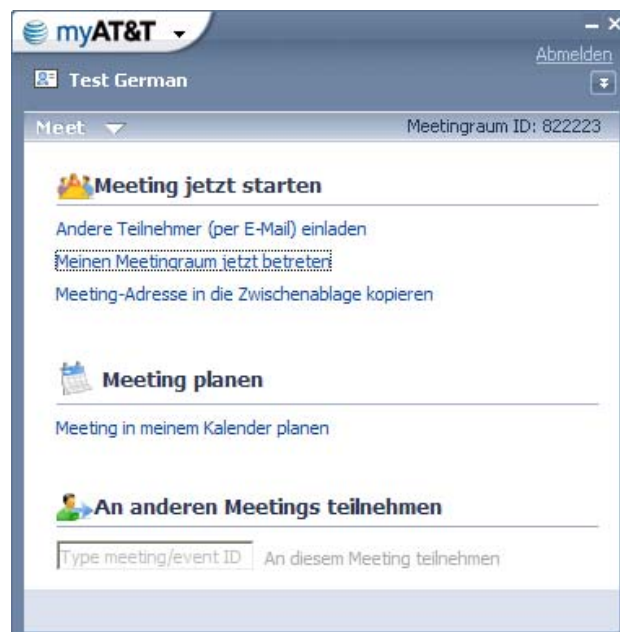 myAT&T
Abmelden
Test German
Meet
Meetingraum ID: 822223
Meeting jetzt starten
Andere Teilnehmer (per E-Mail) einladen
Meinen Meetingraum jetzt betreten
Meeting-Adresse in die Zwischenablage kopieren
Meeting planen
Meeting in meinem Kalender planen
An anderen Meetings teilnehmen
Type meeting/event ID An diesem Meeting teilnehmen